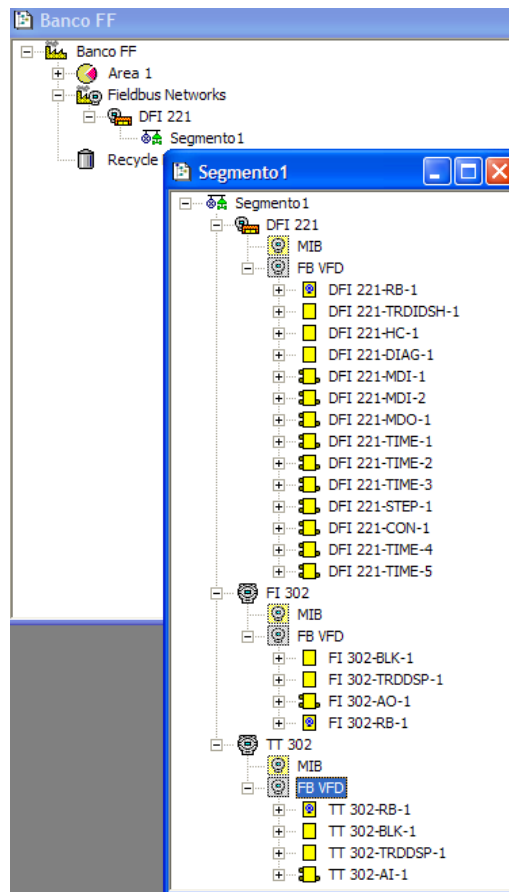 Banco FF
Banco FF
Area 1
Fieldbus Networks
DFI 221
Segmento1
Recycle
Segmento1
Segmento1
DFI 221
MIB
FB VFD
DFI 221-RB-1
DFI 221-TRDIDSH-1
DFI 221-HC-1
DFI 221-DIAG-1
DFI 221-MDI-1
DFI 221-MDI-2
DFI 221-MDO-1
DFI 221-TIME-1
DFI 221-TIME-2
DFI 221-TIME-3
DFI 221-STEP-1
DFI 221-CON-1
DFI 221-TIME-4
DFI 221-TIME-5
FI 302
MIB
FB VFD
FI 302-BLK-1
FI 302-TRDDSP-1
FI 302-AO-1
FI 302-RB-1
TT 302
MIB
FB VFD
TT 302-RB-1
TT 302-BLK-1
TT 302-TRDDSP-1
TT 302-AI-1